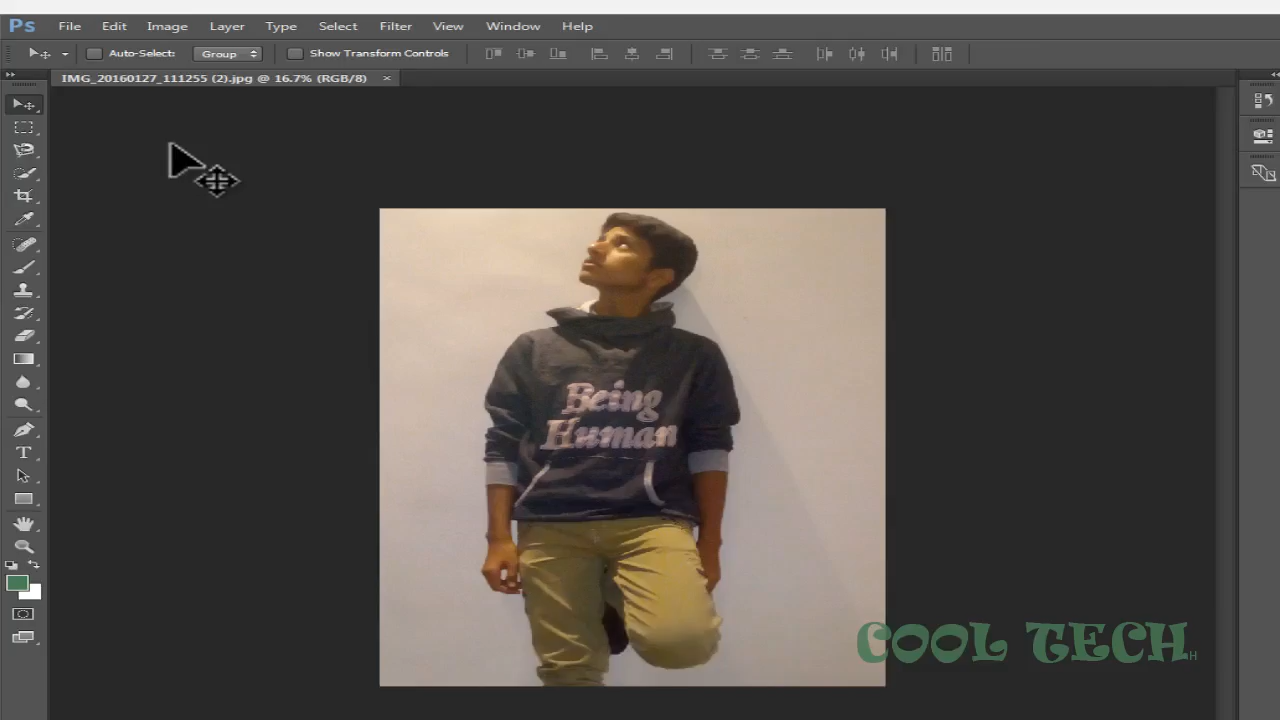 Ps File Edit Image Layer Type Select Filter View Window Help
Auto-Select: Group Show Transform Controls
IMG_20160127_111255 (2).jpg @ 16.7% (RGB/8) ×
Being
Human
T
COOL TECH.H